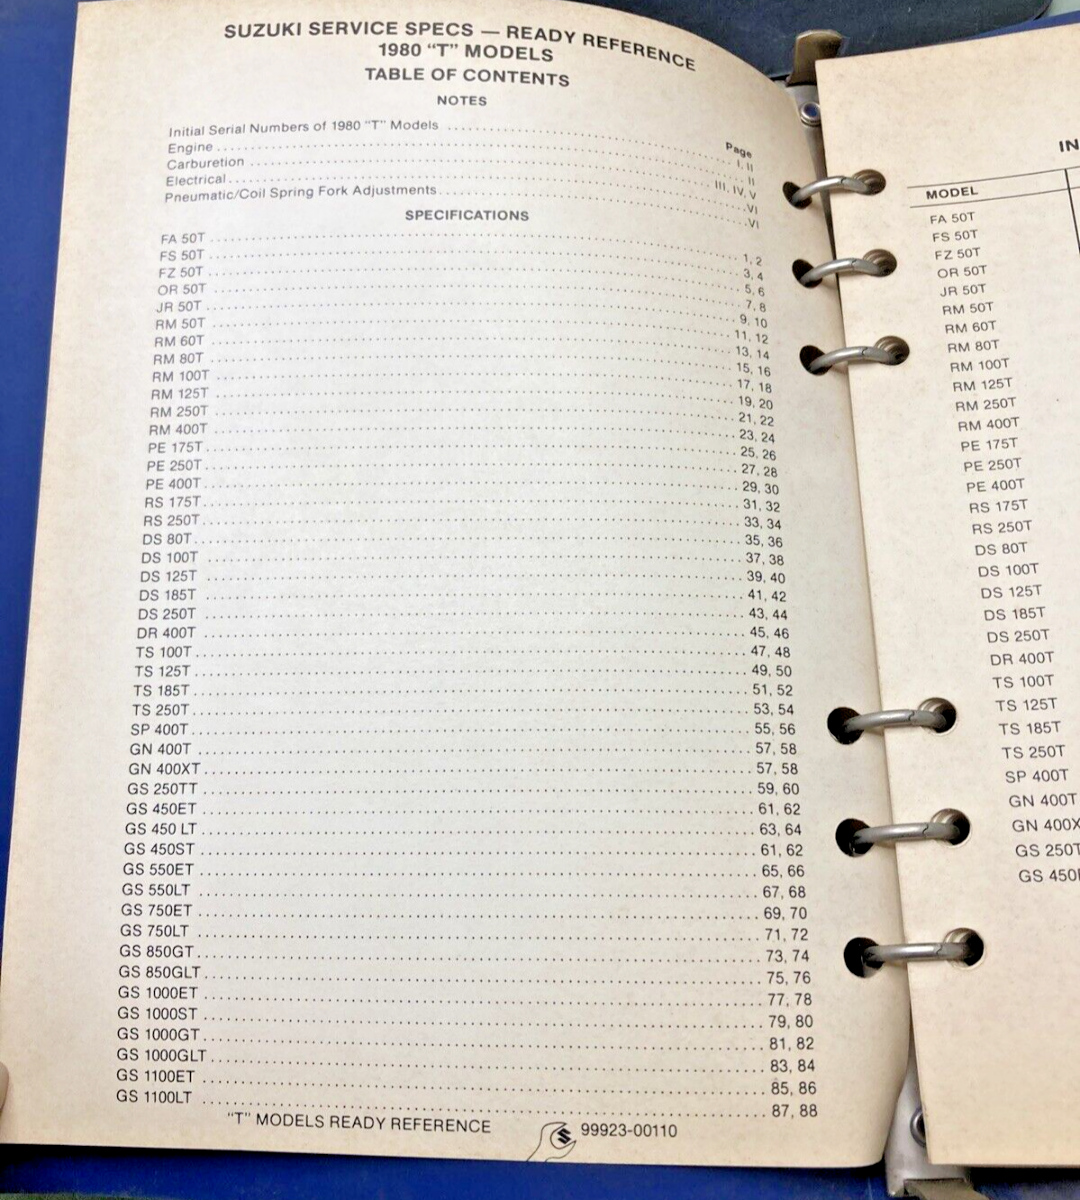 SUZUKI SERVICE SPECS — READY REFERENCE
1980 "T" MODELS
TABLE OF CONTENTS
NOTES
Page
Initial Serial Numbers of 1980 "T" Models I, II
Engine II
Carburetion III, IV, V
Electrical VI
Pneumatic/Coil Spring Fork Adjustments VI
SPECIFICATIONS
FA 50T 1, 2
FS 50T 3, 4
FZ 50T 5, 6
OR 50T 7, 8
JR 50T 9, 10
RM 50T 11, 12
RM 60T 13, 14
RM 80T 15, 16
RM 100T 17, 18
RM 125T 19, 20
RM 250T 21, 22
RM 400T 23, 24
PE 175T 25, 26
PE 250T 27, 28
PE 400T 29, 30
RS 175T 31, 32
RS 250T 33, 34
DS 80T 35, 36
DS 100T 37, 38
DS 125T 39, 40
DS 185T 41, 42
DS 250T 43, 44
DR 400T 45, 46
TS 100T 47, 48
TS 125T 49, 50
TS 185T 51, 52
TS 250T 53, 54
SP 400T 55, 56
GN 400T 57, 58
GN 400XT 57, 58
GS 250TT 59, 60
GS 450ET 61, 62
GS 450 LT 63, 64
GS 450ST 61, 62
GS 550ET 65, 66
GS 550LT 67, 68
GS 750ET 69, 70
GS 750LT 71, 72
GS 850GT 73, 74
GS 850GLT 75, 76
GS 1000ET 77, 78
GS 1000ST 79, 80
GS 1000GT 81, 82
GS 1000GLT 83, 84
GS 1100ET 85, 86
GS 1100LT 87, 88
"T" MODELS READY REFERENCE 99923-00110
IN
MODEL
FA 50T
FS 50T
FZ 50T
OR 50T
JR 50T
RM 50T
RM 60T
RM 80T
RM 100T
RM 125T
RM 250T
RM 400T
PE 175T
PE 250T
PE 400T
RS 175T
RS 250T
DS 80T
DS 100T
DS 125T
DS 185T
DS 250T
DR 400T
TS 100T
TS 125T
TS 185T
TS 250T
SP 400T
GN 400T
GN 400X
GS 250T
GS 450